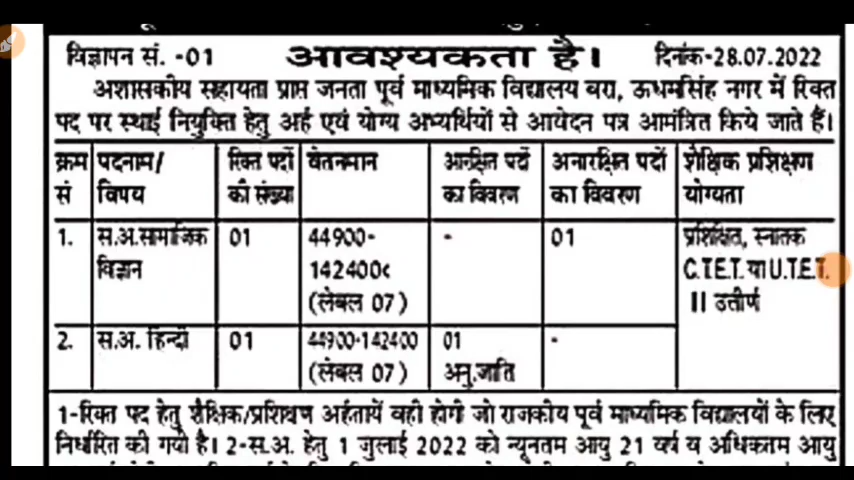 विज्ञापन सं. -01 आवश्यकता है। दिनांक-28.07.2022
अशासकीय सहायता प्राप्त जनता पूर्व माध्यमिक विद्यालय बरा, ऊधमसिंह नगर में रिक्त
पद पर स्थाई नियुक्ति हेतु अर्ह एवं योग्य अभ्यर्थियों से आवेदन पत्र आमंत्रित किये जाते हैं।
क्रम पदनाम/ रिक्त पदों वेतनमान आरक्षित पदों अनारक्षित पदों शैक्षिक प्रशिक्षण
सं विषय की संख्या का विवरण का विवरण योग्यता
1. स.अ.सामाजिक 01 44900- - 01 प्रशिक्षित, स्नातक
विज्ञान 142400c C.T.E.T. या U.T.E.T.
(लेबल 07) II उतीर्ण
2. स.अ. हिन्दी 01 44900-142400 01 -
(लेबल 07) अनु.जाति
1-रिक्त पद हेतु शैक्षिक/प्रशिक्षण अर्हतायें वही होगी जो राजकीय पूर्व माध्यमिक विद्यालयों के लिए
निर्धारित की गयी है। 2-स.अ. हेतु 1 जुलाई 2022 को न्यूनतम आयु 21 वर्ष व अधिकतम आयु